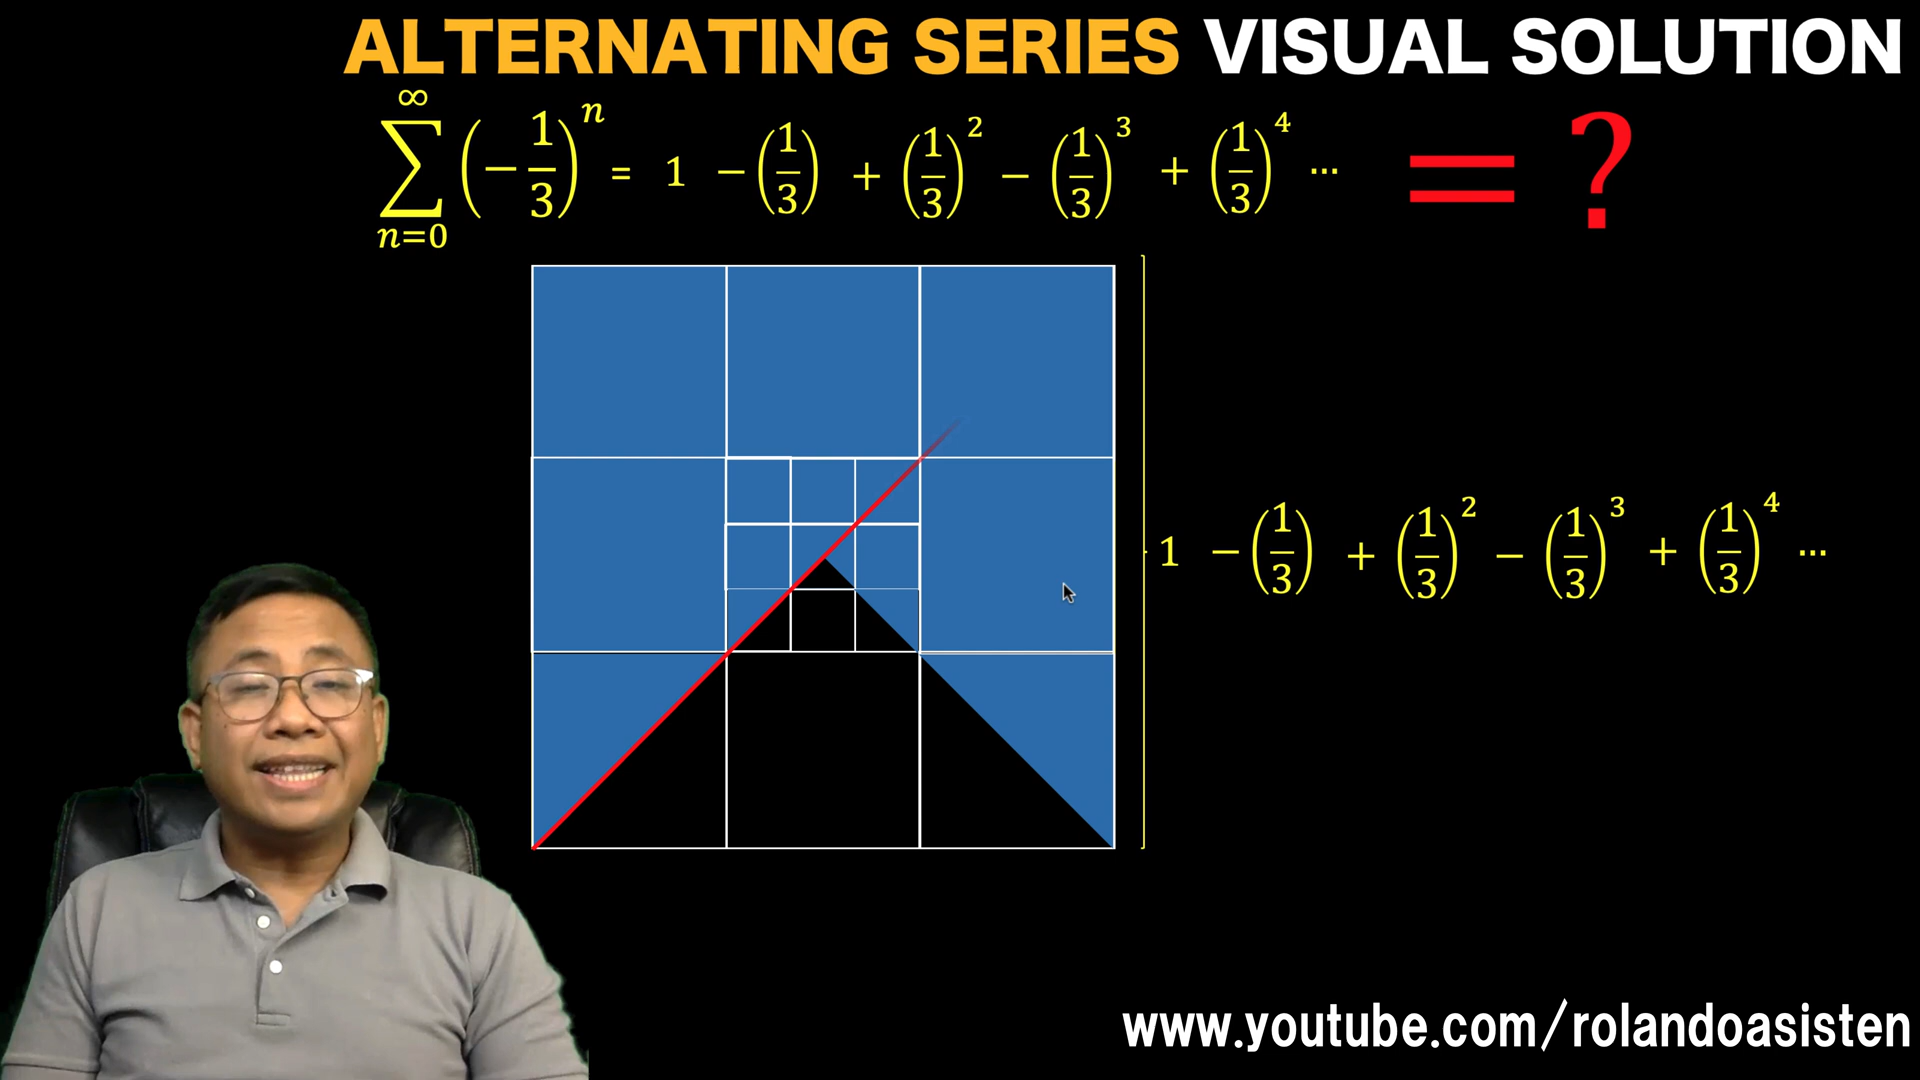 ALTERNATING SERIES VISUAL SOLUTION
∑_{n=0}^{∞} (−1/3)^n = 1 −(1/3) + (1/3)^2 − (1/3)^3 + (1/3)^4 ··· = ?
1 −(1/3) + (1/3)^2 − (1/3)^3 + (1/3)^4 ···
www.youtube.com/rolandoasisten